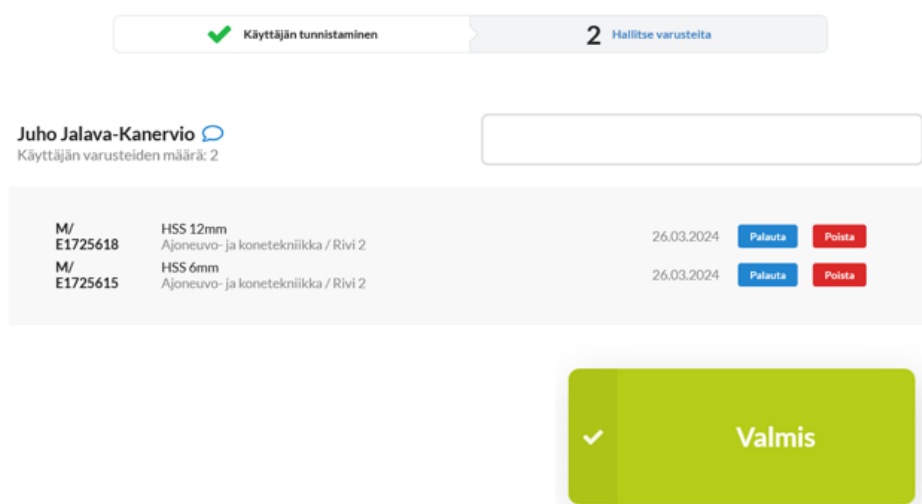 Käyttäjän tunnistaminen
2 Hallitse varusteita
Juho Jalava-Kanervio
Käyttäjän varusteiden määrä: 2
M/ HSS 12mm
E1725618 Ajoneuvo- ja konetekniikka / Rivi 2 26.03.2024 Palauta Poista
M/ HSS 6mm
E1725615 Ajoneuvo- ja konetekniikka / Rivi 2 26.03.2024 Palauta Poista
Valmis